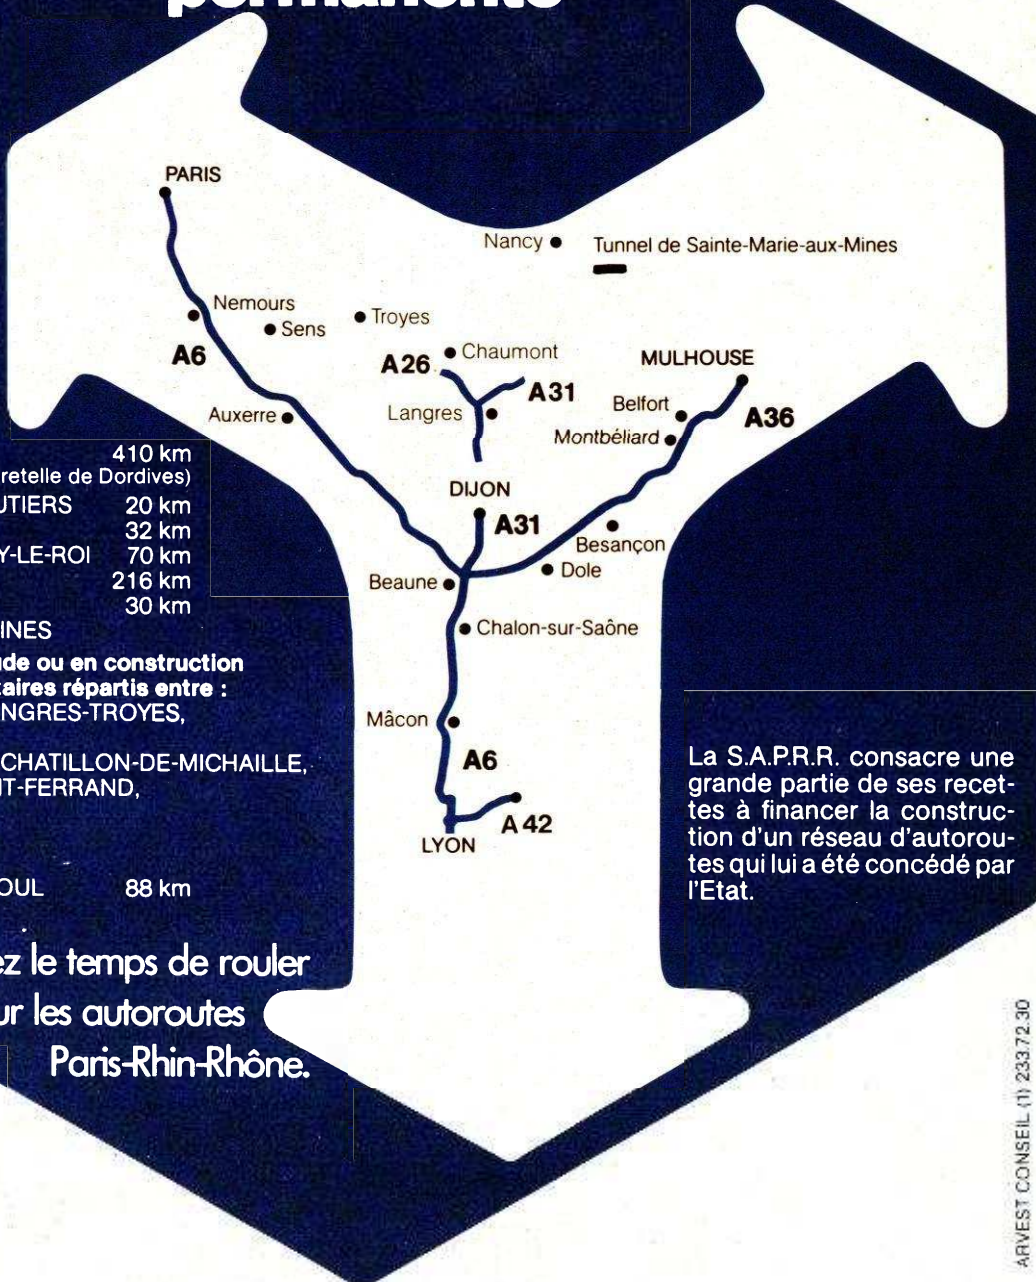 permanente
PARIS
Nancy
Tunnel de Sainte-Marie-aux-Mines
Nemours
Sens
Troyes
A6
A26
Chaumont
MULHOUSE
A31
Langres
Belfort
A36
Auxerre
Montbéliard
DIJON
A31
Besançon
Beaune
Dole
Chalon-sur-Saône
Mâcon
A6
A 42
LYON
410 km
retelle de Dordives)
UTIERS 20 km
32 km
Y-LE-ROI 70 km
216 km
30 km
INES
ude ou en construction
taires répartis entre :
NGRES-TROYES,
CHATILLON-DE-MICHAILLE,
NT-FERRAND,
OUL 88 km
ez le temps de rouler
ur les autoroutes
Paris-Rhin-Rhône.
La S.A.P.R.R. consacre une
grande partie de ses recet-
tes à financer la construc-
tion d'un réseau d'autorou-
tes qui lui a été concédé par
l'Etat.
ARVEST CONSEIL (1) 233.72.30